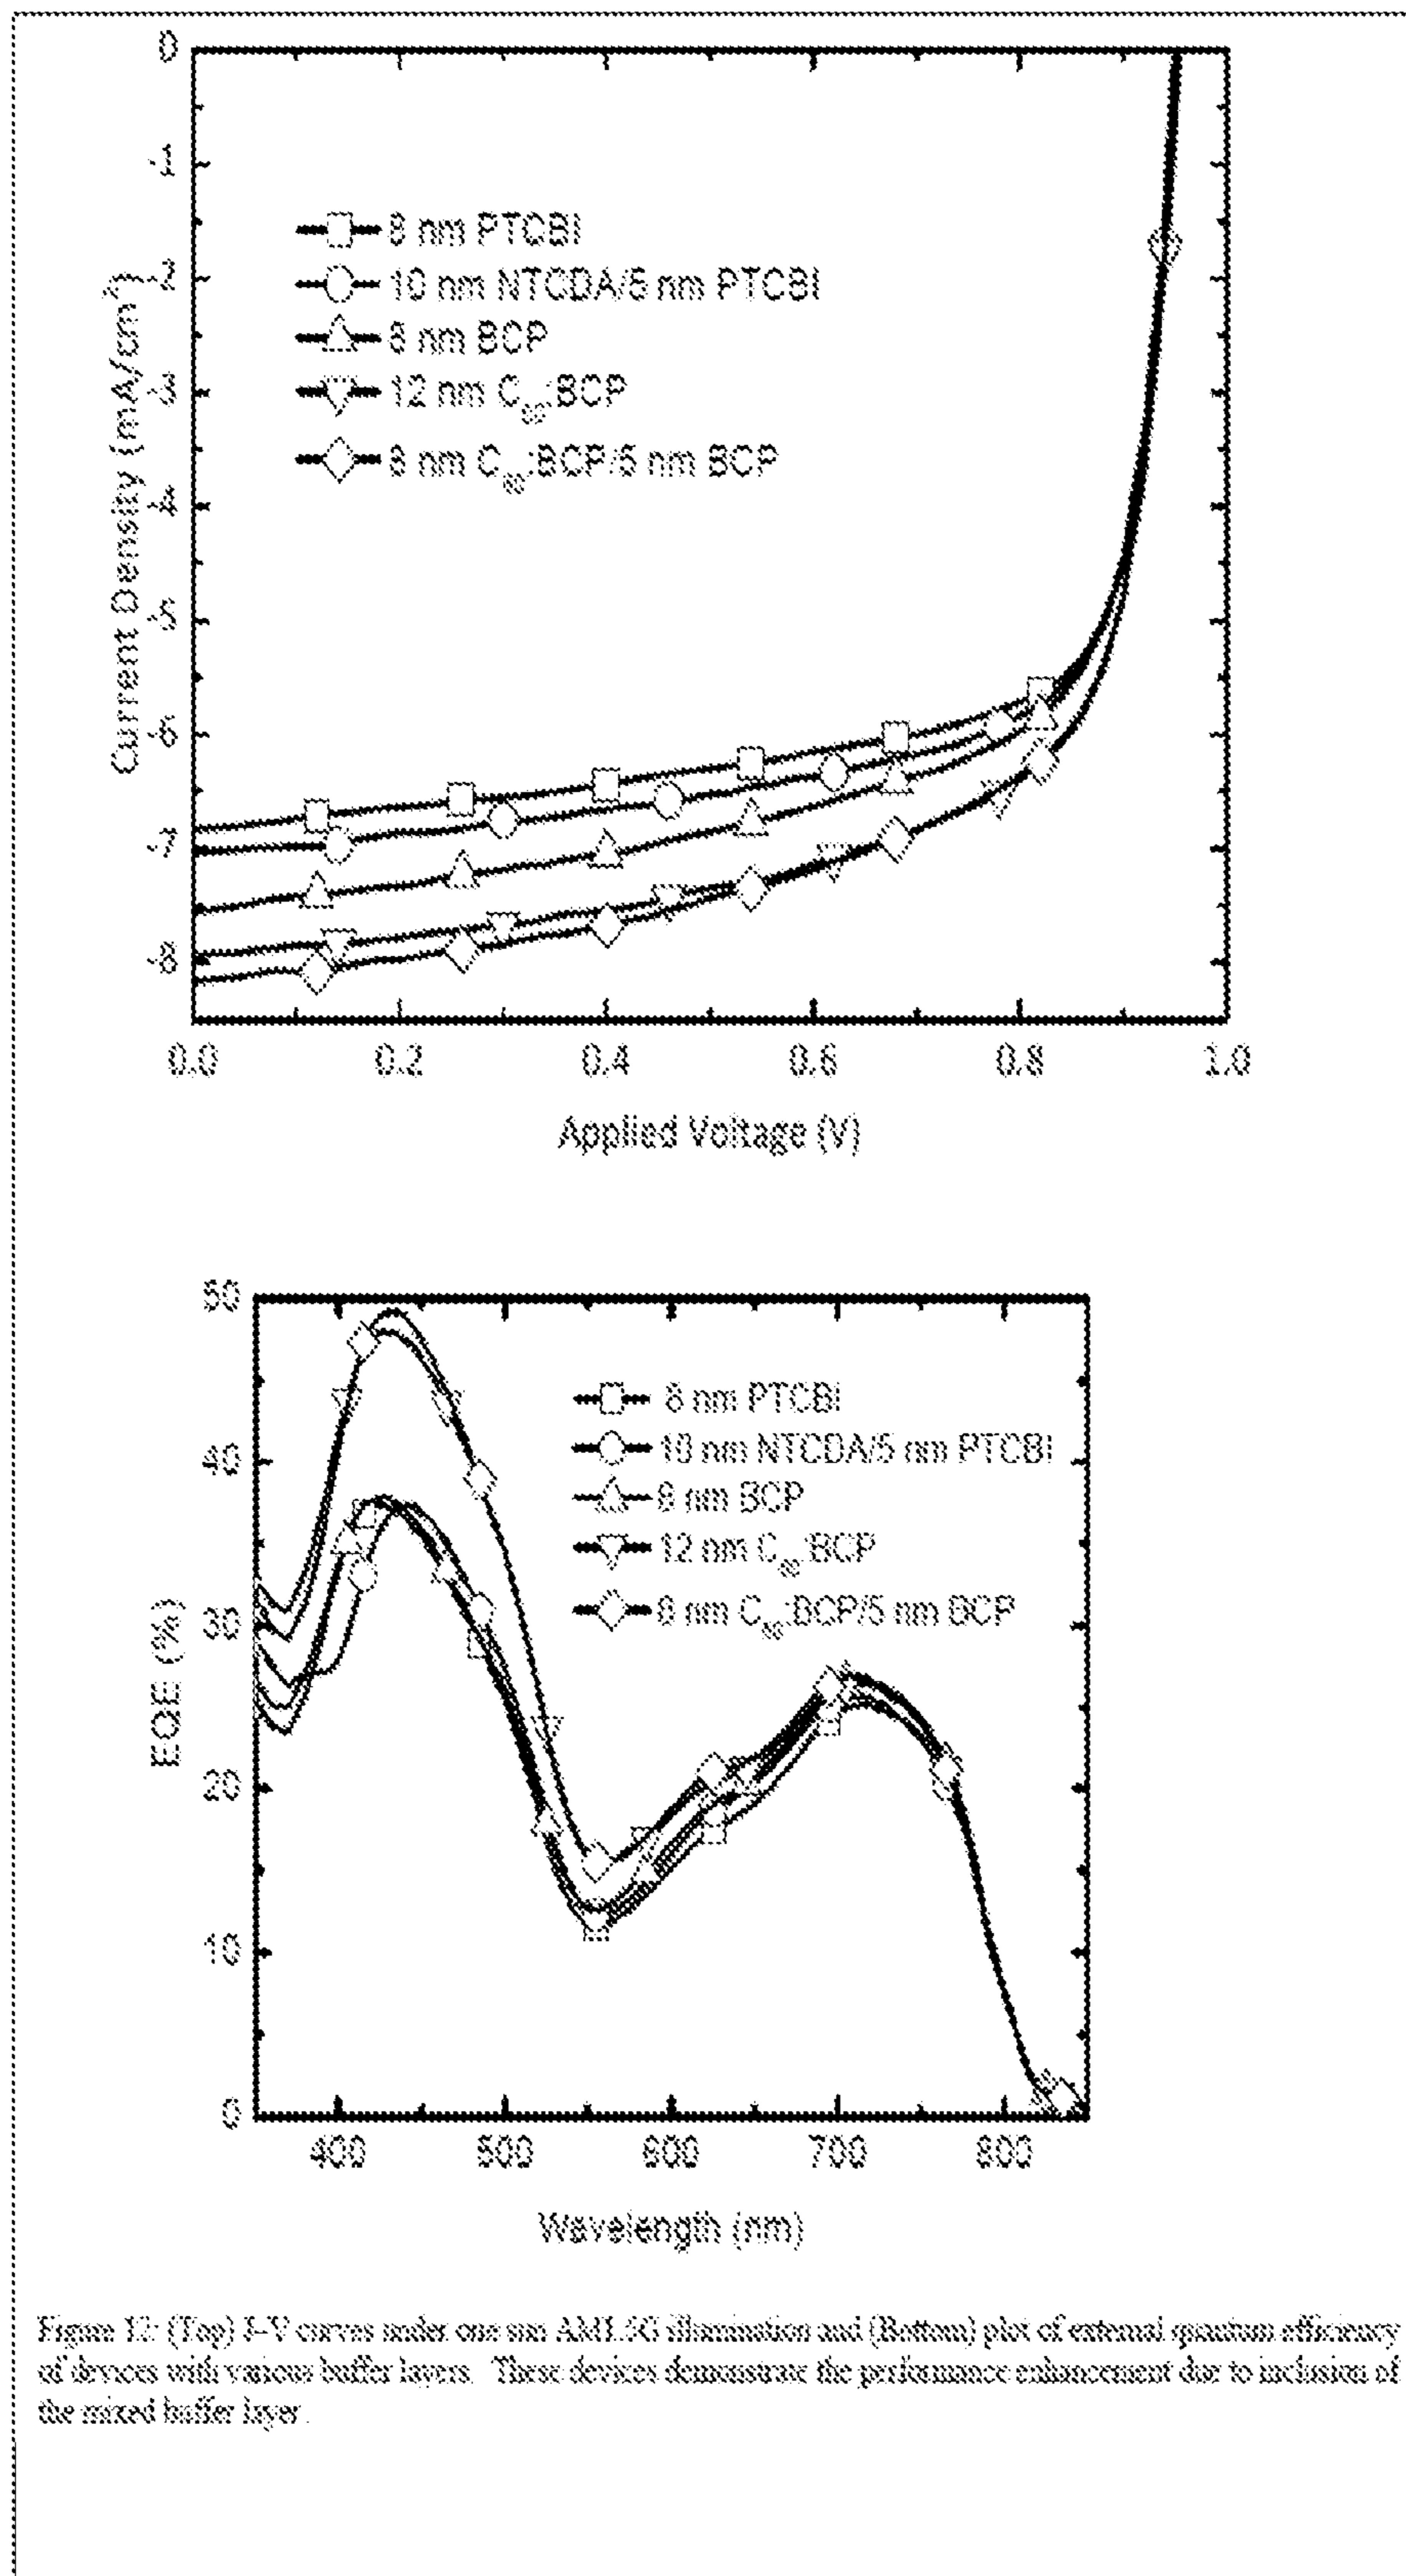 0
-1
-2
-3
-4
-5
-6
-7
-8
Current Density (mA/cm²)
8 nm PTCBI
10 nm NTCDA/5 nm PTCBI
8 nm BCP
12 nm C₆₀:BCP
8 nm C₆₀:BCP/5 nm BCP
0.0 0.2 0.4 0.6 0.8 1.0
Applied Voltage (V)
50
40
30
20
10
0
EQE (%)
8 nm PTCBI
10 nm NTCDA/5 nm PTCBI
8 nm BCP
12 nm C₆₀:BCP
8 nm C₆₀:BCP/5 nm BCP
400 500 600 700 800
Wavelength (nm)
Figure 12: (Top) J-V curves under one sun AM1.5G illumination and (Bottom) plot of external quantum efficiency
of devices with various buffer layers. These devices demonstrate the performance enhancement due to inclusion of
the mixed buffer layer.